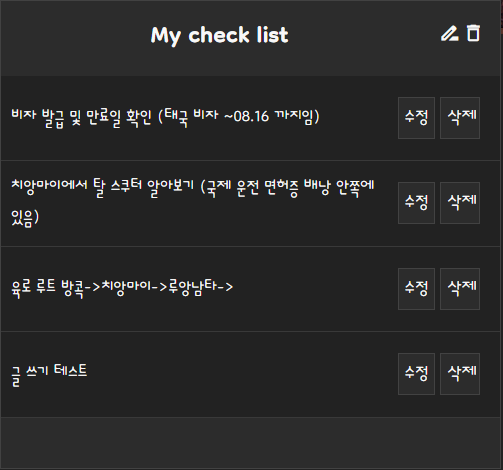 My check list
비자 발급 및 만료일 확인 (태국 비자 ~08.16 까지임)
수정 삭제
치앙마이에서 탈 스쿠터 알아보기 (국제 운전 면허증 배낭 안쪽에
있음)
수정 삭제
육로 루트 방콕->치앙마이->루앙남타->
수정 삭제
글 쓰기 테스트
수정 삭제